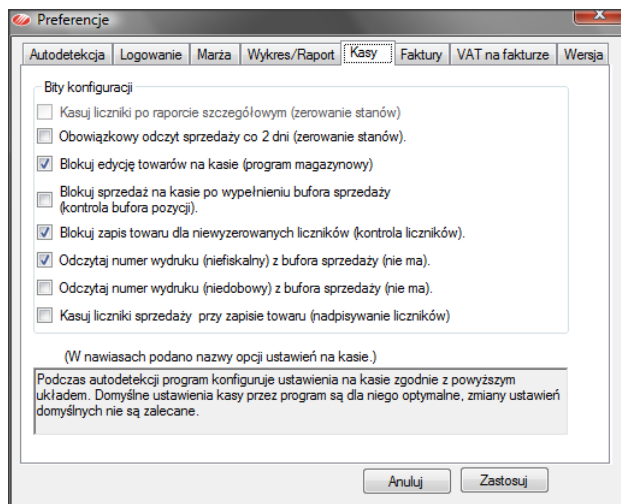 Preferencje
Autodetekcja Logowanie Marża Wykres/Raport Kasy Faktury VAT na fakturze Wersja
Bity konfiguracji
Kasuj liczniki po raporcie szczegółowym (zerowanie stanów)
Obowiązkowy odczyt sprzedaży co 2 dni (zerowanie stanów).
Blokuj edycję towarów na kasie (program magazynowy)
Blokuj sprzedaż na kasie po wypełnieniu bufora sprzedaży
(kontrola bufora pozycji).
Blokuj zapis towaru dla niewyzerowanych liczników (kontrola liczników).
Odczytaj numer wydruku (niefiskalny) z bufora sprzedaży (nie ma).
Odczytaj numer wydruku (niedobowy) z bufora sprzedaży (nie ma).
Kasuj liczniki sprzedaży przy zapisie towaru (nadpisywanie liczników)
(W nawiasach podano nazwy opcji ustawień na kasie.)
Podczas autodetekcji program konfiguruje ustawienia na kasie zgodnie z powyższym
układem. Domyślne ustawienia kasy przez program są dla niego optymalne, zmiany ustawień
domyślnych nie są zalecane.
Anuluj Zastosuj